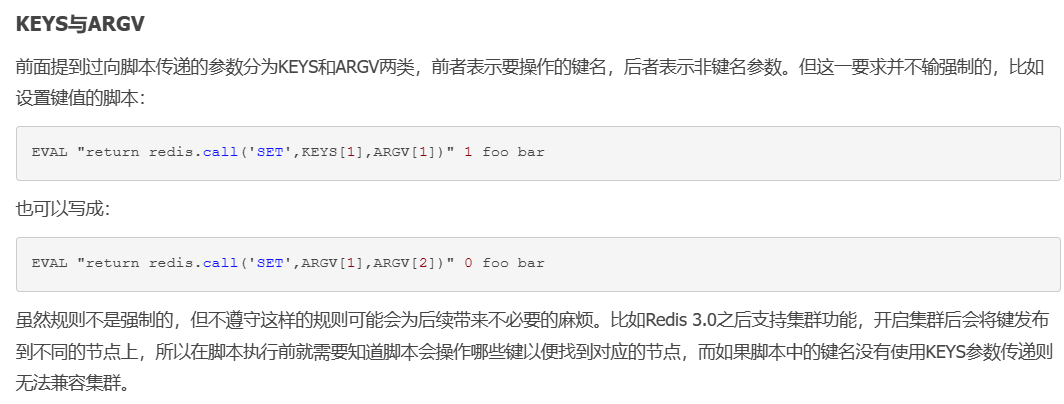 KEYS与ARGV
前面提到过向脚本传递的参数分为KEYS和ARGV两类，前者表示要操作的键名，后者表示非键名参数。但这一要求并不输强制的，比如
设置键值的脚本：
EVAL "return redis.call('SET',KEYS[1],ARGV[1])" 1 foo bar
也可以写成：
EVAL "return redis.call('SET',ARGV[1],ARGV[2])" 0 foo bar
虽然规则不是强制的，但不遵守这样的规则可能会为后续带来不必要的麻烦。比如Redis 3.0之后支持集群功能，开启集群后会将键发布
到不同的节点上，所以在脚本执行前就需要知道脚本会操作哪些键以便找到对应的节点，而如果脚本中的键名没有使用KEYS参数传递则
无法兼容集群。